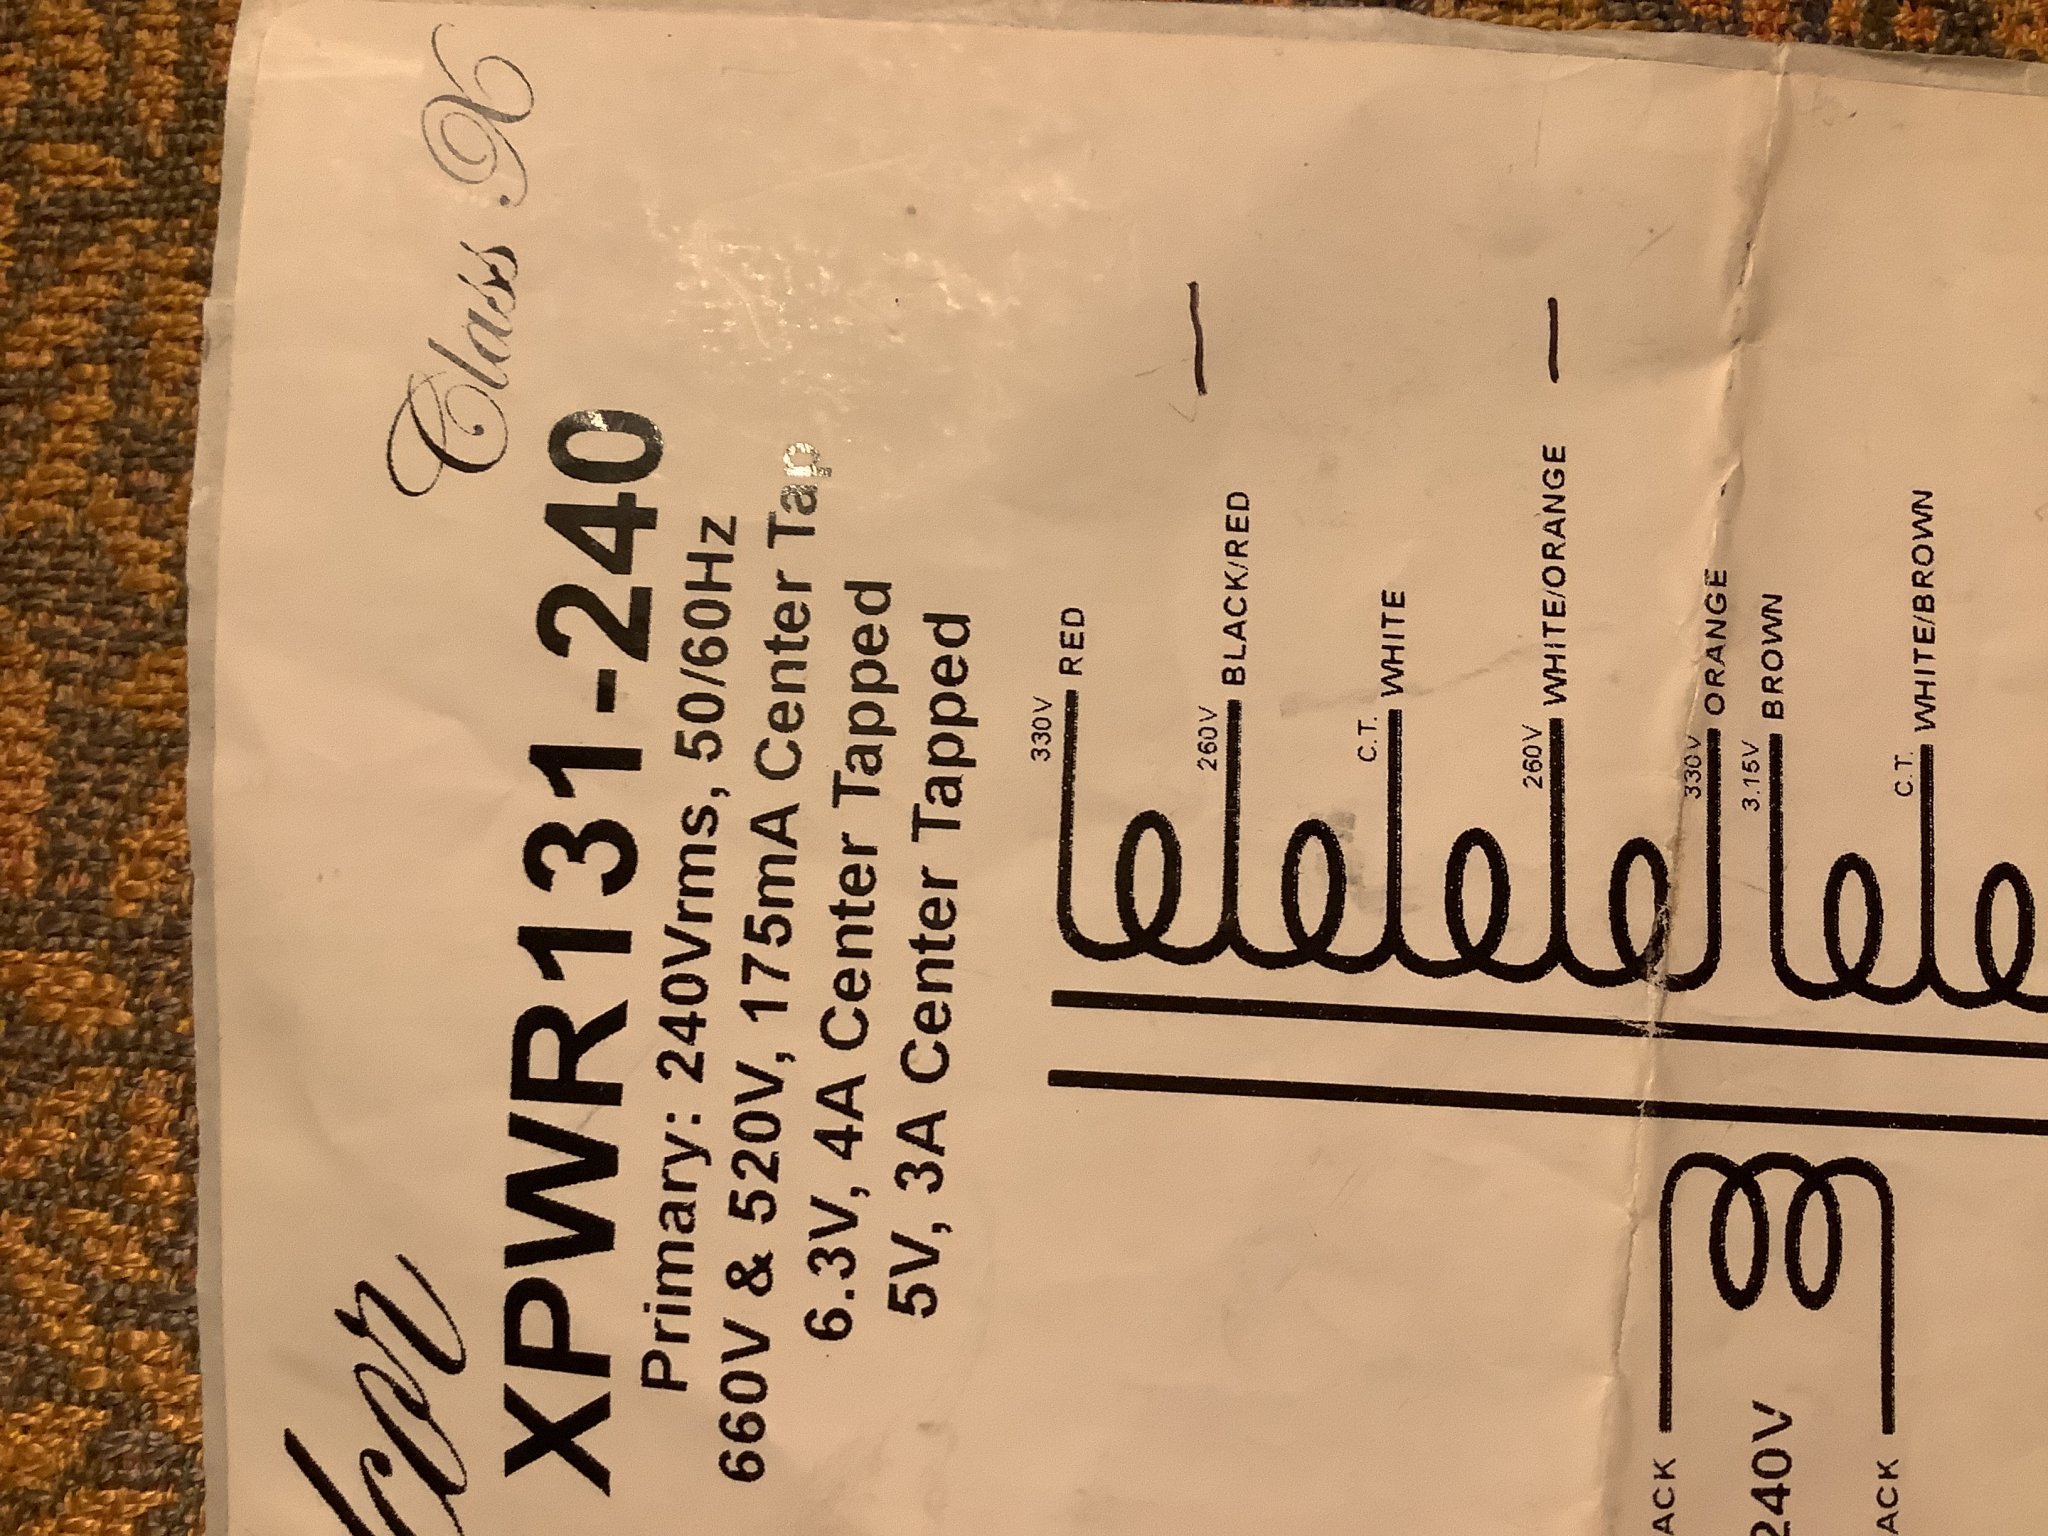 Class X
XPWR131-240
Primary: 240Vrms, 50/60Hz
660V & 520V, 175mA Center Tap
6.3V, 4A Center Tapped
5V, 3A Center Tapped
330V RED
260V BLACK/RED
C.T. WHITE
260V WHITE/ORANGE
330V ORANGE
3.15V BROWN
C.T. WHITE/BROWN
ACK
240V
ACK